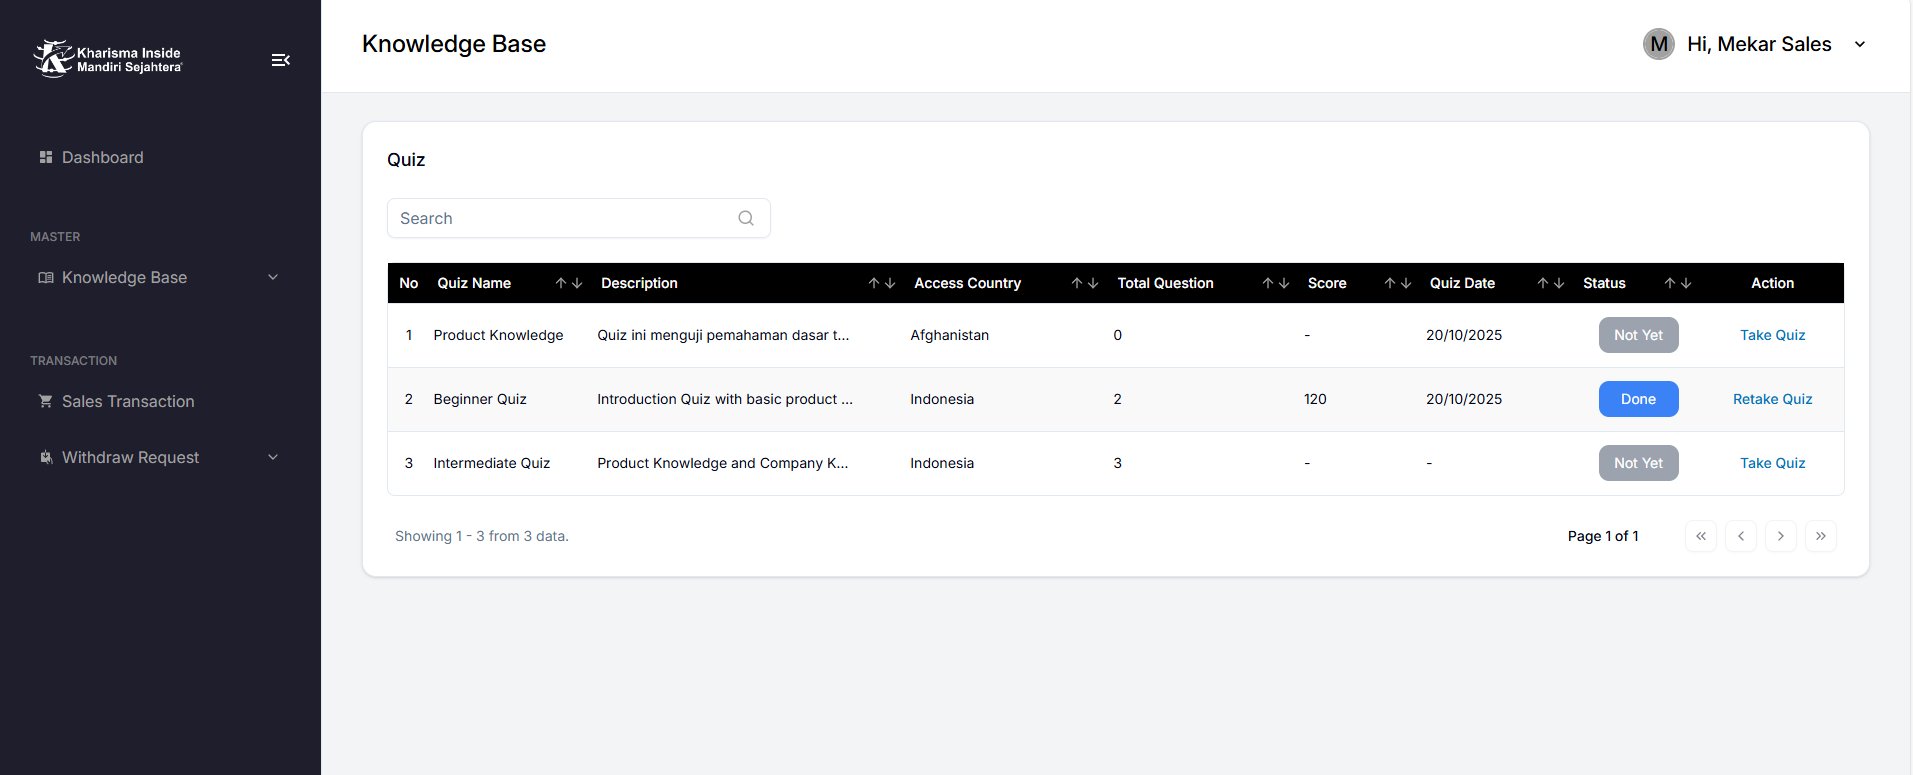 Kharisma Inside
Mandiri Sejahtera
Knowledge Base
M Hi, Mekar Sales
Dashboard
MASTER
Knowledge Base
TRANSACTION
Sales Transaction
Withdraw Request
Quiz
Search
No Quiz Name Description Access Country Total Question Score Quiz Date Status Action
1 Product Knowledge Quiz ini menguji pemahaman dasar t... Afghanistan 0 - 20/10/2025 Not Yet Take Quiz
2 Beginner Quiz Introduction Quiz with basic product ... Indonesia 2 120 20/10/2025 Done Retake Quiz
3 Intermediate Quiz Product Knowledge and Company K... Indonesia 3 - - Not Yet Take Quiz
Showing 1 - 3 from 3 data.
Page 1 of 1